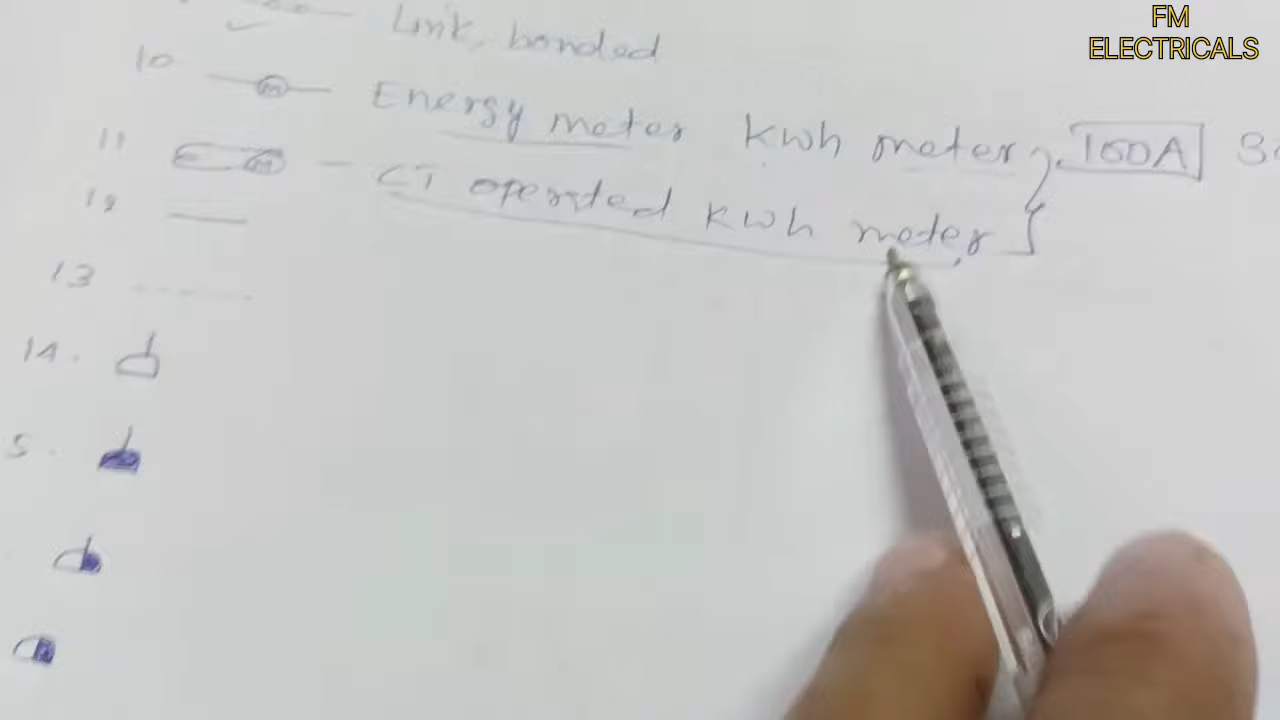 FM
ELECTRICALS
Link, bonded
10 Energy meter kwh meter, 160A
11 CT operated kwh meter
12
13
14.
5.